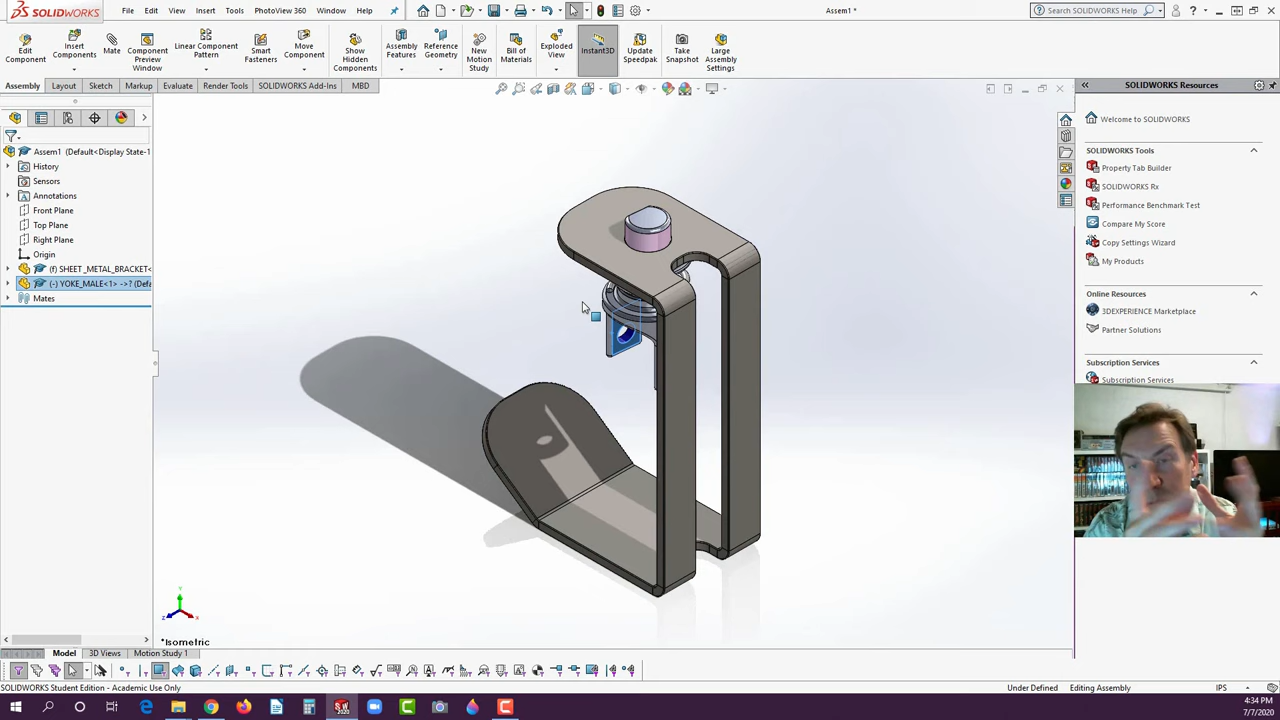 SOLIDWORKS File Edit View Insert Tools PhotoView 360 Window Help Assem1 * Search SOLIDWORKS Help
Edit Component
Insert Components
Mate
Component Preview Window
Linear Component Pattern
Smart Fasteners
Move Component
Show Hidden Components
Assembly Features
Reference Geometry
New Motion Study
Bill of Materials
Exploded View
Instant3D
Update Speedpak
Take Snapshot
Large Assembly Settings
Assembly Layout Sketch Markup Evaluate Render Tools SOLIDWORKS Add-Ins MBD
Assem1 (Default<Display State-1
History
Sensors
Annotations
Front Plane
Top Plane
Right Plane
Origin
(f) SHEET_METAL_BRACKET<
(-) YOKE_MALE<1> ->? (Defa
Mates
SOLIDWORKS Resources
Welcome to SOLIDWORKS
SOLIDWORKS Tools
Property Tab Builder
SOLIDWORKS Rx
Performance Benchmark Test
Compare My Score
Copy Settings Wizard
My Products
Online Resources
3DEXPERIENCE Marketplace
Partner Solutions
Subscription Services
Subscription Services
Y
Z X
*Isometric
Model 3D Views Motion Study 1
SOLIDWORKS Student Edition - Academic Use Only Under Defined Editing Assembly IPS
4:34 PM
7/7/2020